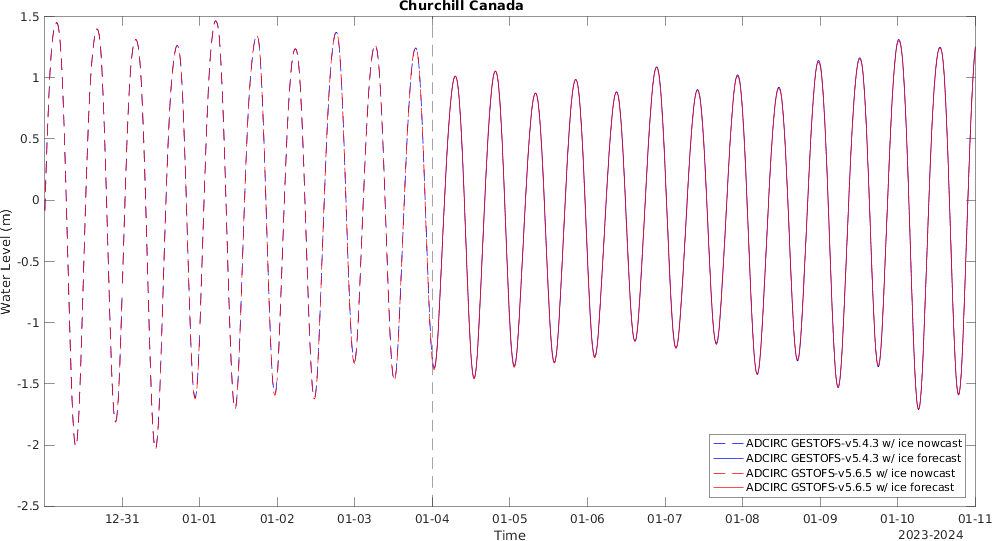 Churchill Canada
Water Level (m)
1.5
1
0.5
0
-0.5
-1
-1.5
-2
-2.5
ADCIRC GESTOFS-v5.4.3 w/ ice nowcast
ADCIRC GESTOFS-v5.4.3 w/ ice forecast
ADCIRC GSTOFS-v5.6.5 w/ ice nowcast
ADCIRC GSTOFS-v5.6.5 w/ ice forecast
12-31 01-01 01-02 01-03 01-04 01-05 01-06 01-07 01-08 01-09 01-10 01-11
Time
2023-2024